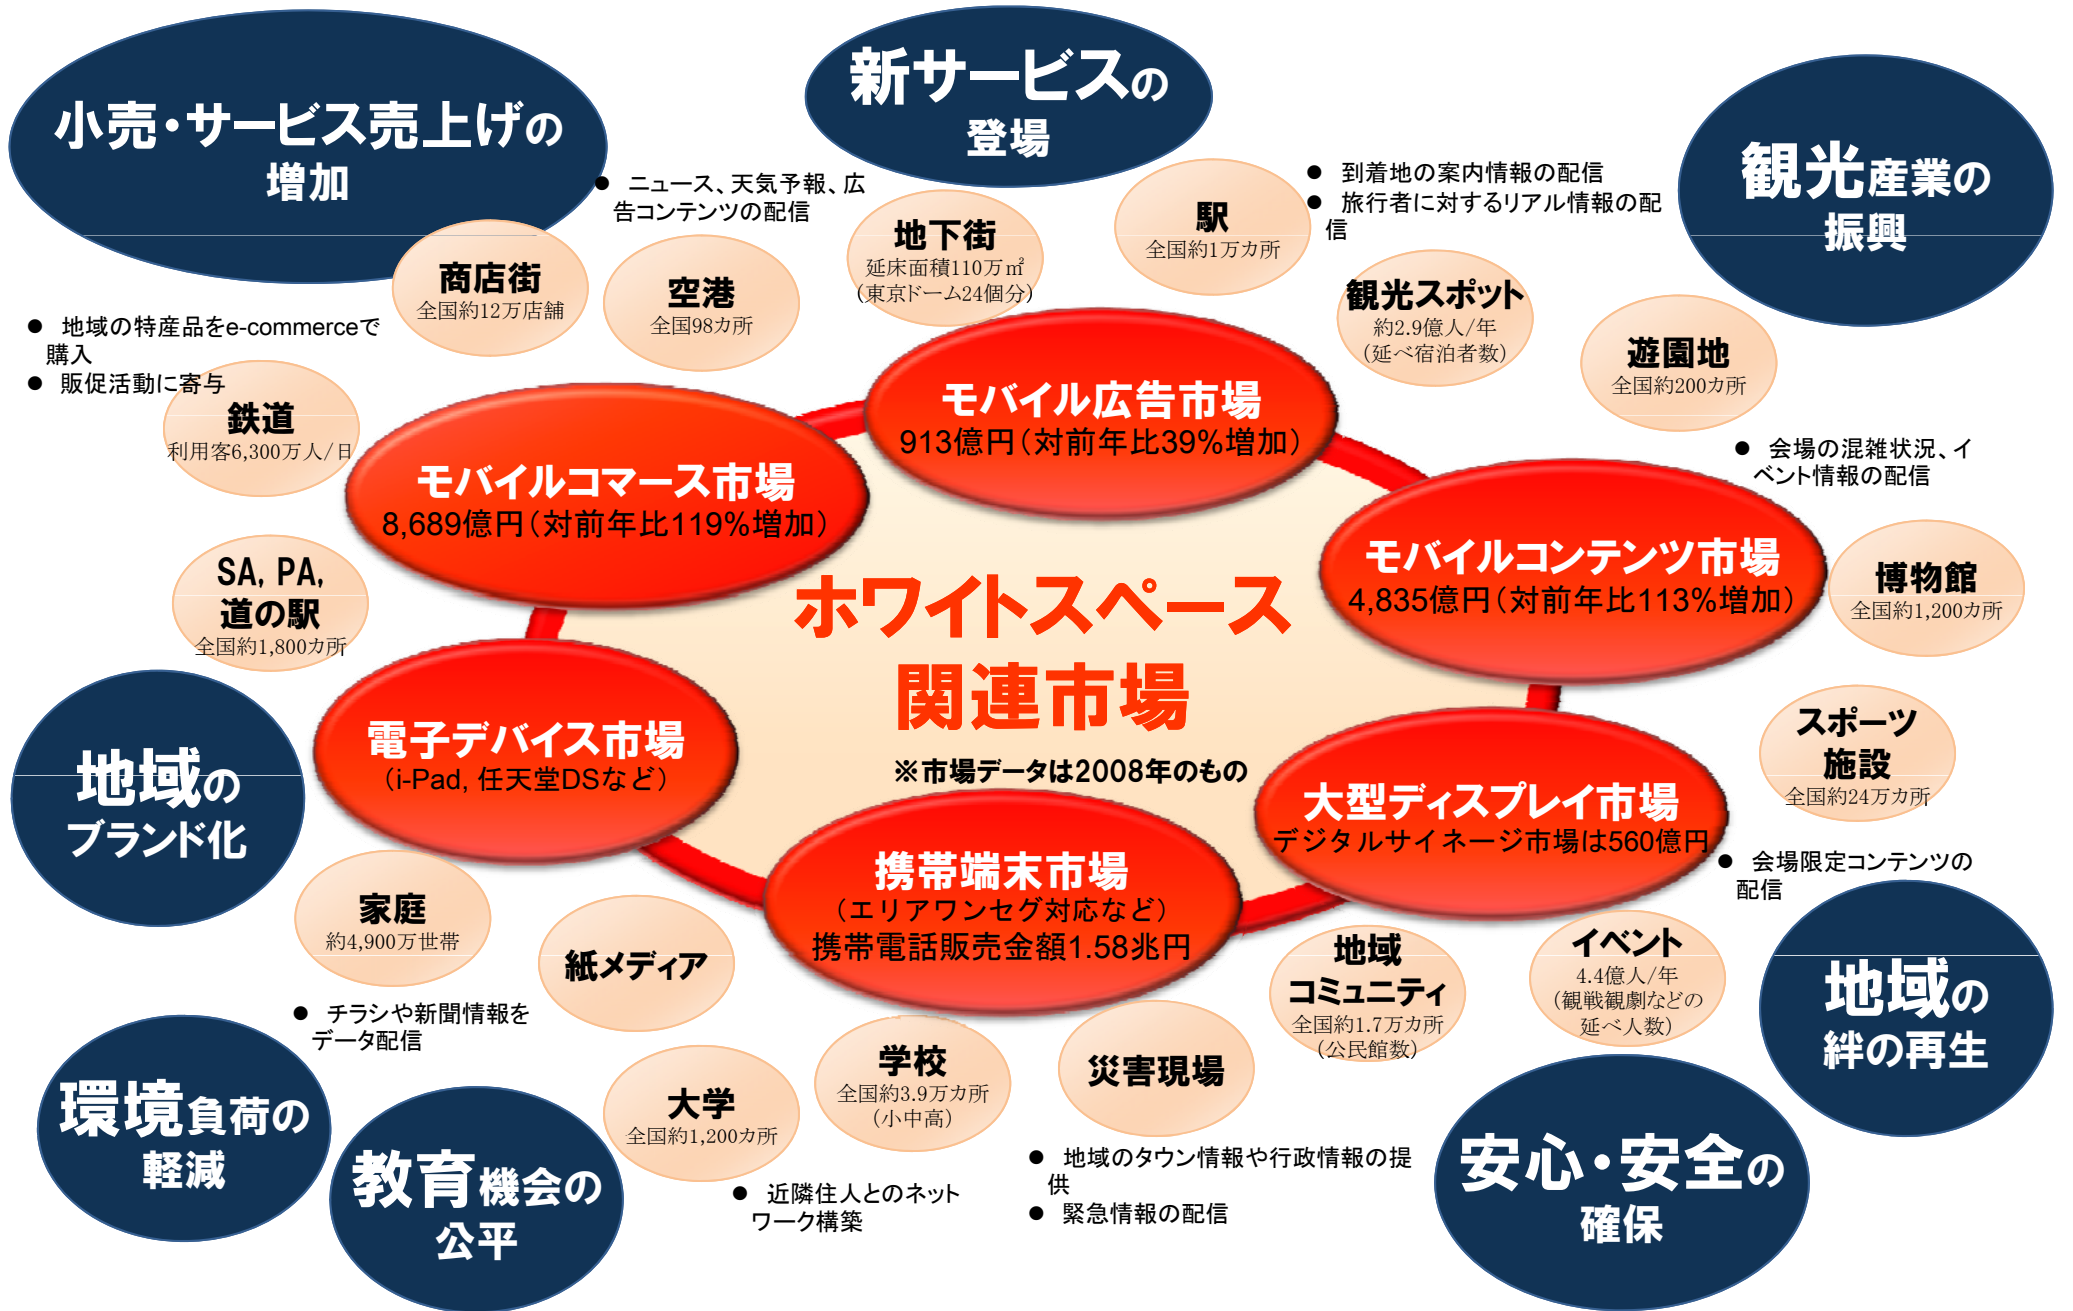 小売・サービス売上げの
増加
新サービスの
登場
観光産業の
振興
● ニュース、天気予報、広
告コンテンツの配信
● 到着地の案内情報の配信
● 旅行者に対するリアル情報の配
信
商店街
全国約12万店舗
空港
全国98カ所
地下街
延床面積110万㎡
(東京ドーム24個分)
駅
全国約1万カ所
観光スポット
約2.9億人/年
(延べ宿泊者数)
遊園地
全国約200カ所
● 地域の特産品をe-commerceで
購入
● 販促活動に寄与
鉄道
利用客6,300万人/日
モバイルコマース市場
8,689億円(対前年比119%増加)
モバイル広告市場
913億円(対前年比39%増加)
● 会場の混雑状況、イ
ベント情報の配信
モバイルコンテンツ市場
4,835億円(対前年比113%増加)
SA, PA,
道の駅
全国約1,800カ所
博物館
全国約1,200カ所
ホワイトスペース
関連市場
※市場データは2008年のもの
電子デバイス市場
(i-Pad, 任天堂DSなど)
スポーツ
施設
全国約24万カ所
地域の
ブランド化
大型ディスプレイ市場
デジタルサイネージ市場は560億円
携帯端末市場
(エリアワンセグ対応など)
携帯電話販売金額1.58兆円
● 会場限定コンテンツの
配信
家庭
約4,900万世帯
紙メディア
地域
コミュニティ
全国約1.7万カ所
(公民館数)
イベント
4.4億人/年
(観戦観劇などの
延べ人数)
地域の
絆の再生
● チラシや新聞情報を
データ配信
環境負荷の
軽減
教育機会の
公平
大学
全国約1,200カ所
学校
全国約3.9万カ所
(小中高)
災害現場
● 近隣住人とのネット
ワーク構築
● 地域のタウン情報や行政情報の提
供
● 緊急情報の配信
安心・安全の
確保